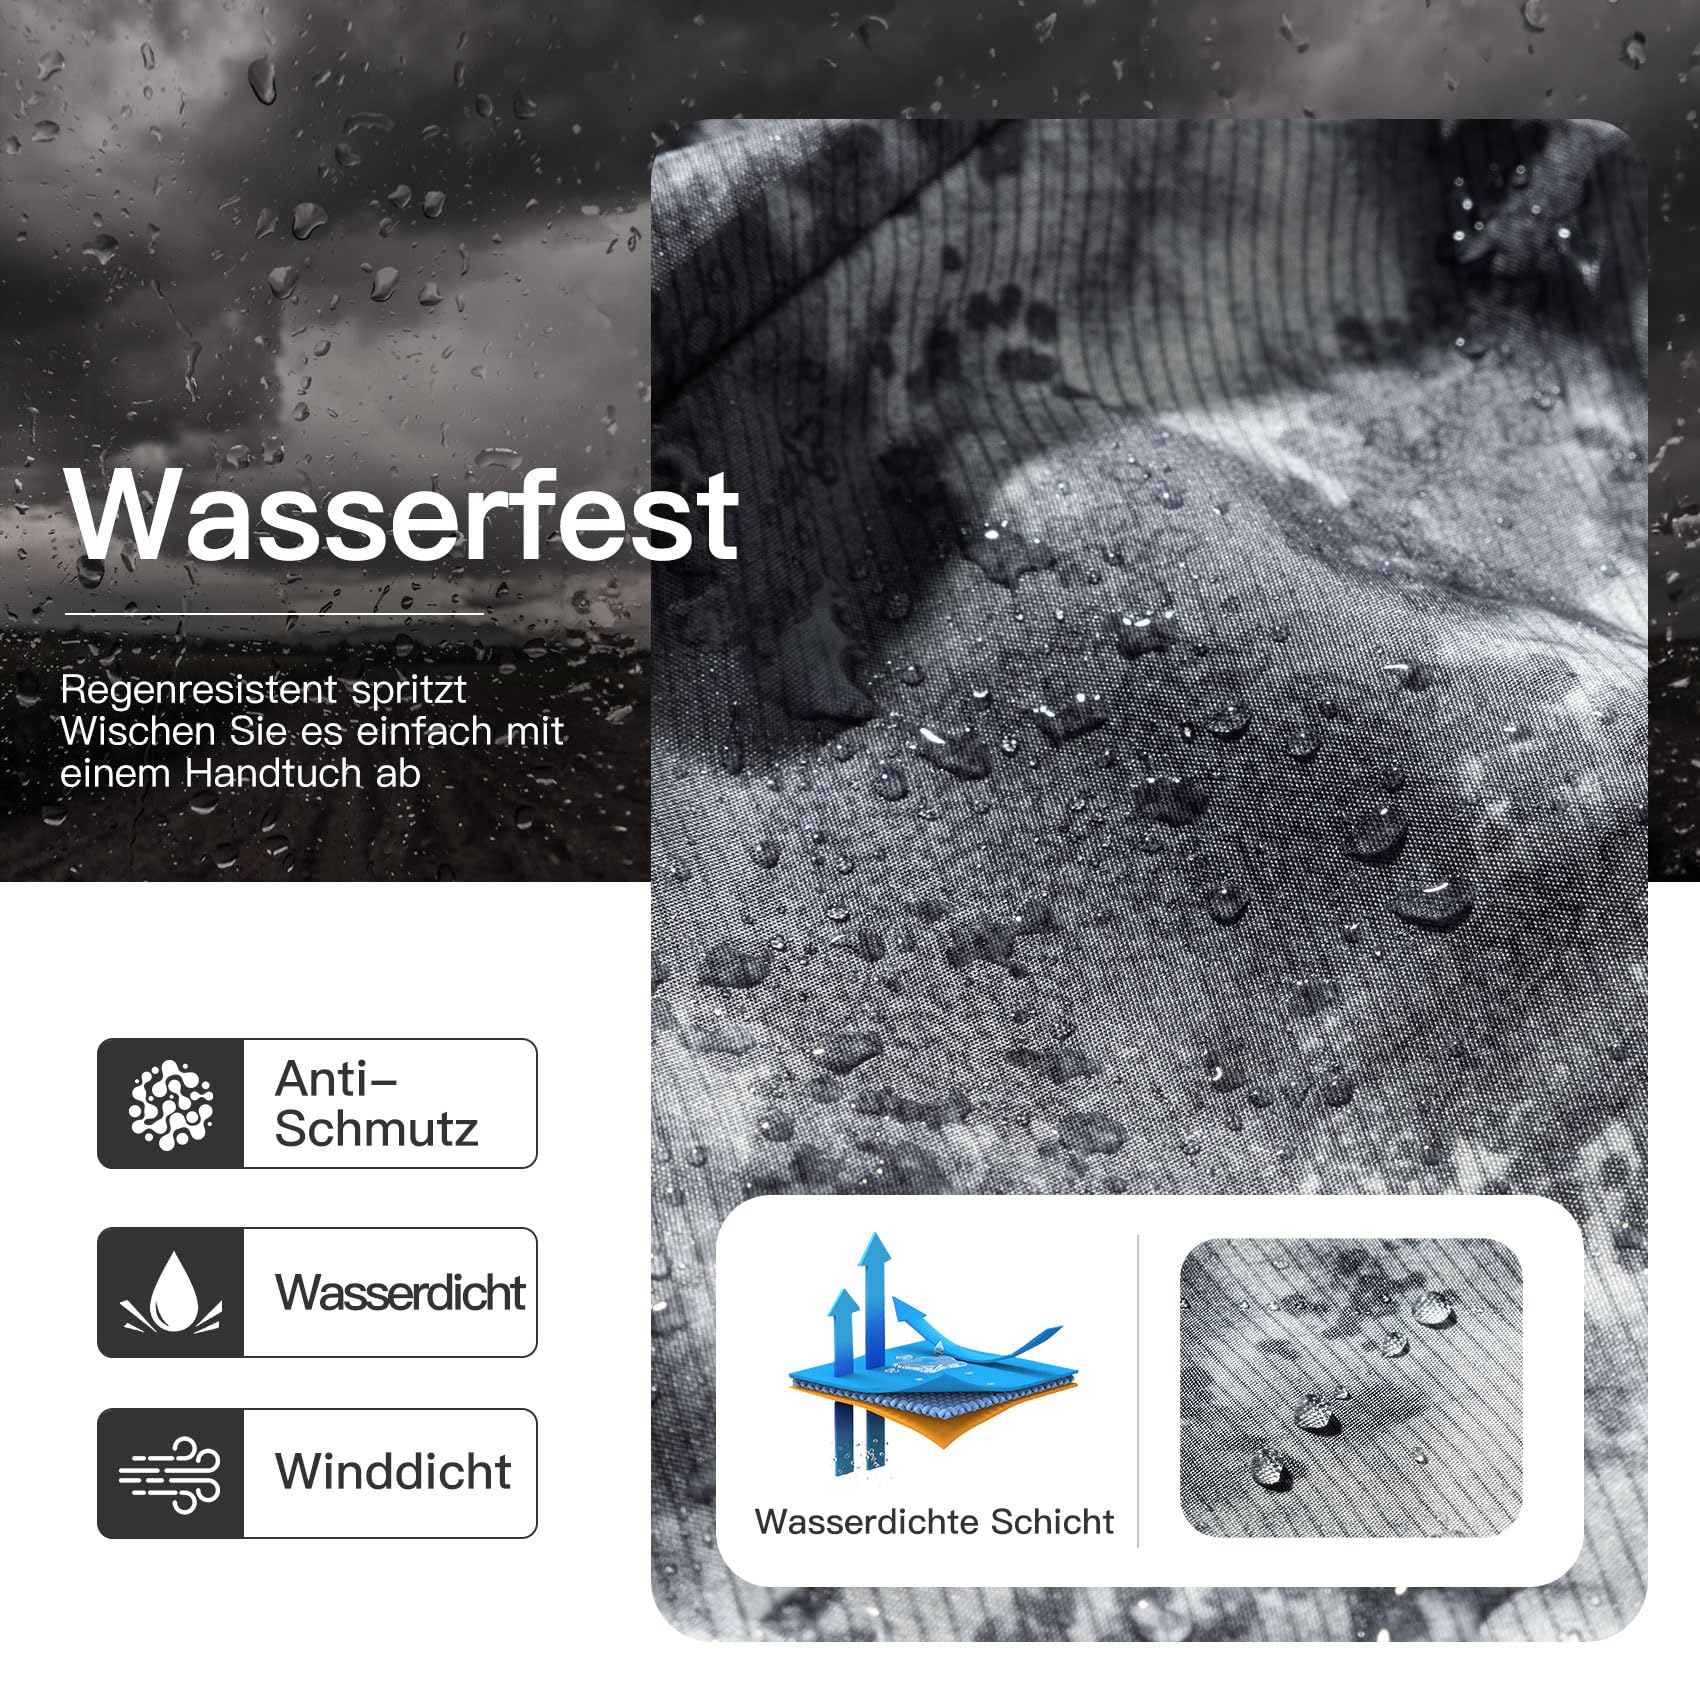 Wasserfest
Regenresistent spritzt
Wischen Sie es einfach mit
einem Handtuch ab
Anti-
Schmutz
Wasserdicht
Winddicht
Wasserdichte Schicht